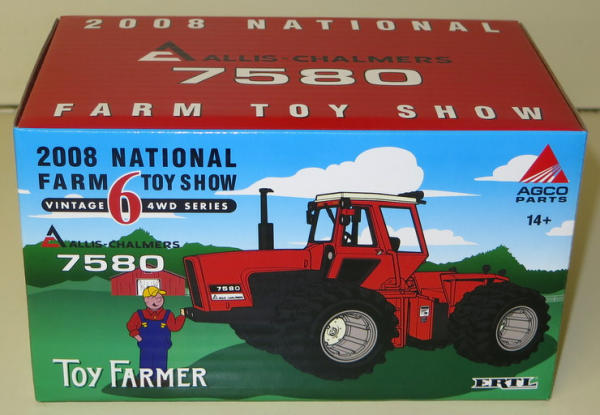 2008 NATIONAL
ALLIS-CHALMERS
7580
FARM TOY SHOW
2008 NATIONAL
FARM 6 TOY SHOW
VINTAGE 4WD SERIES
ALLIS-CHALMERS
7580
AGCO
PARTS
14+
7580
TOY FARMER
ERTL